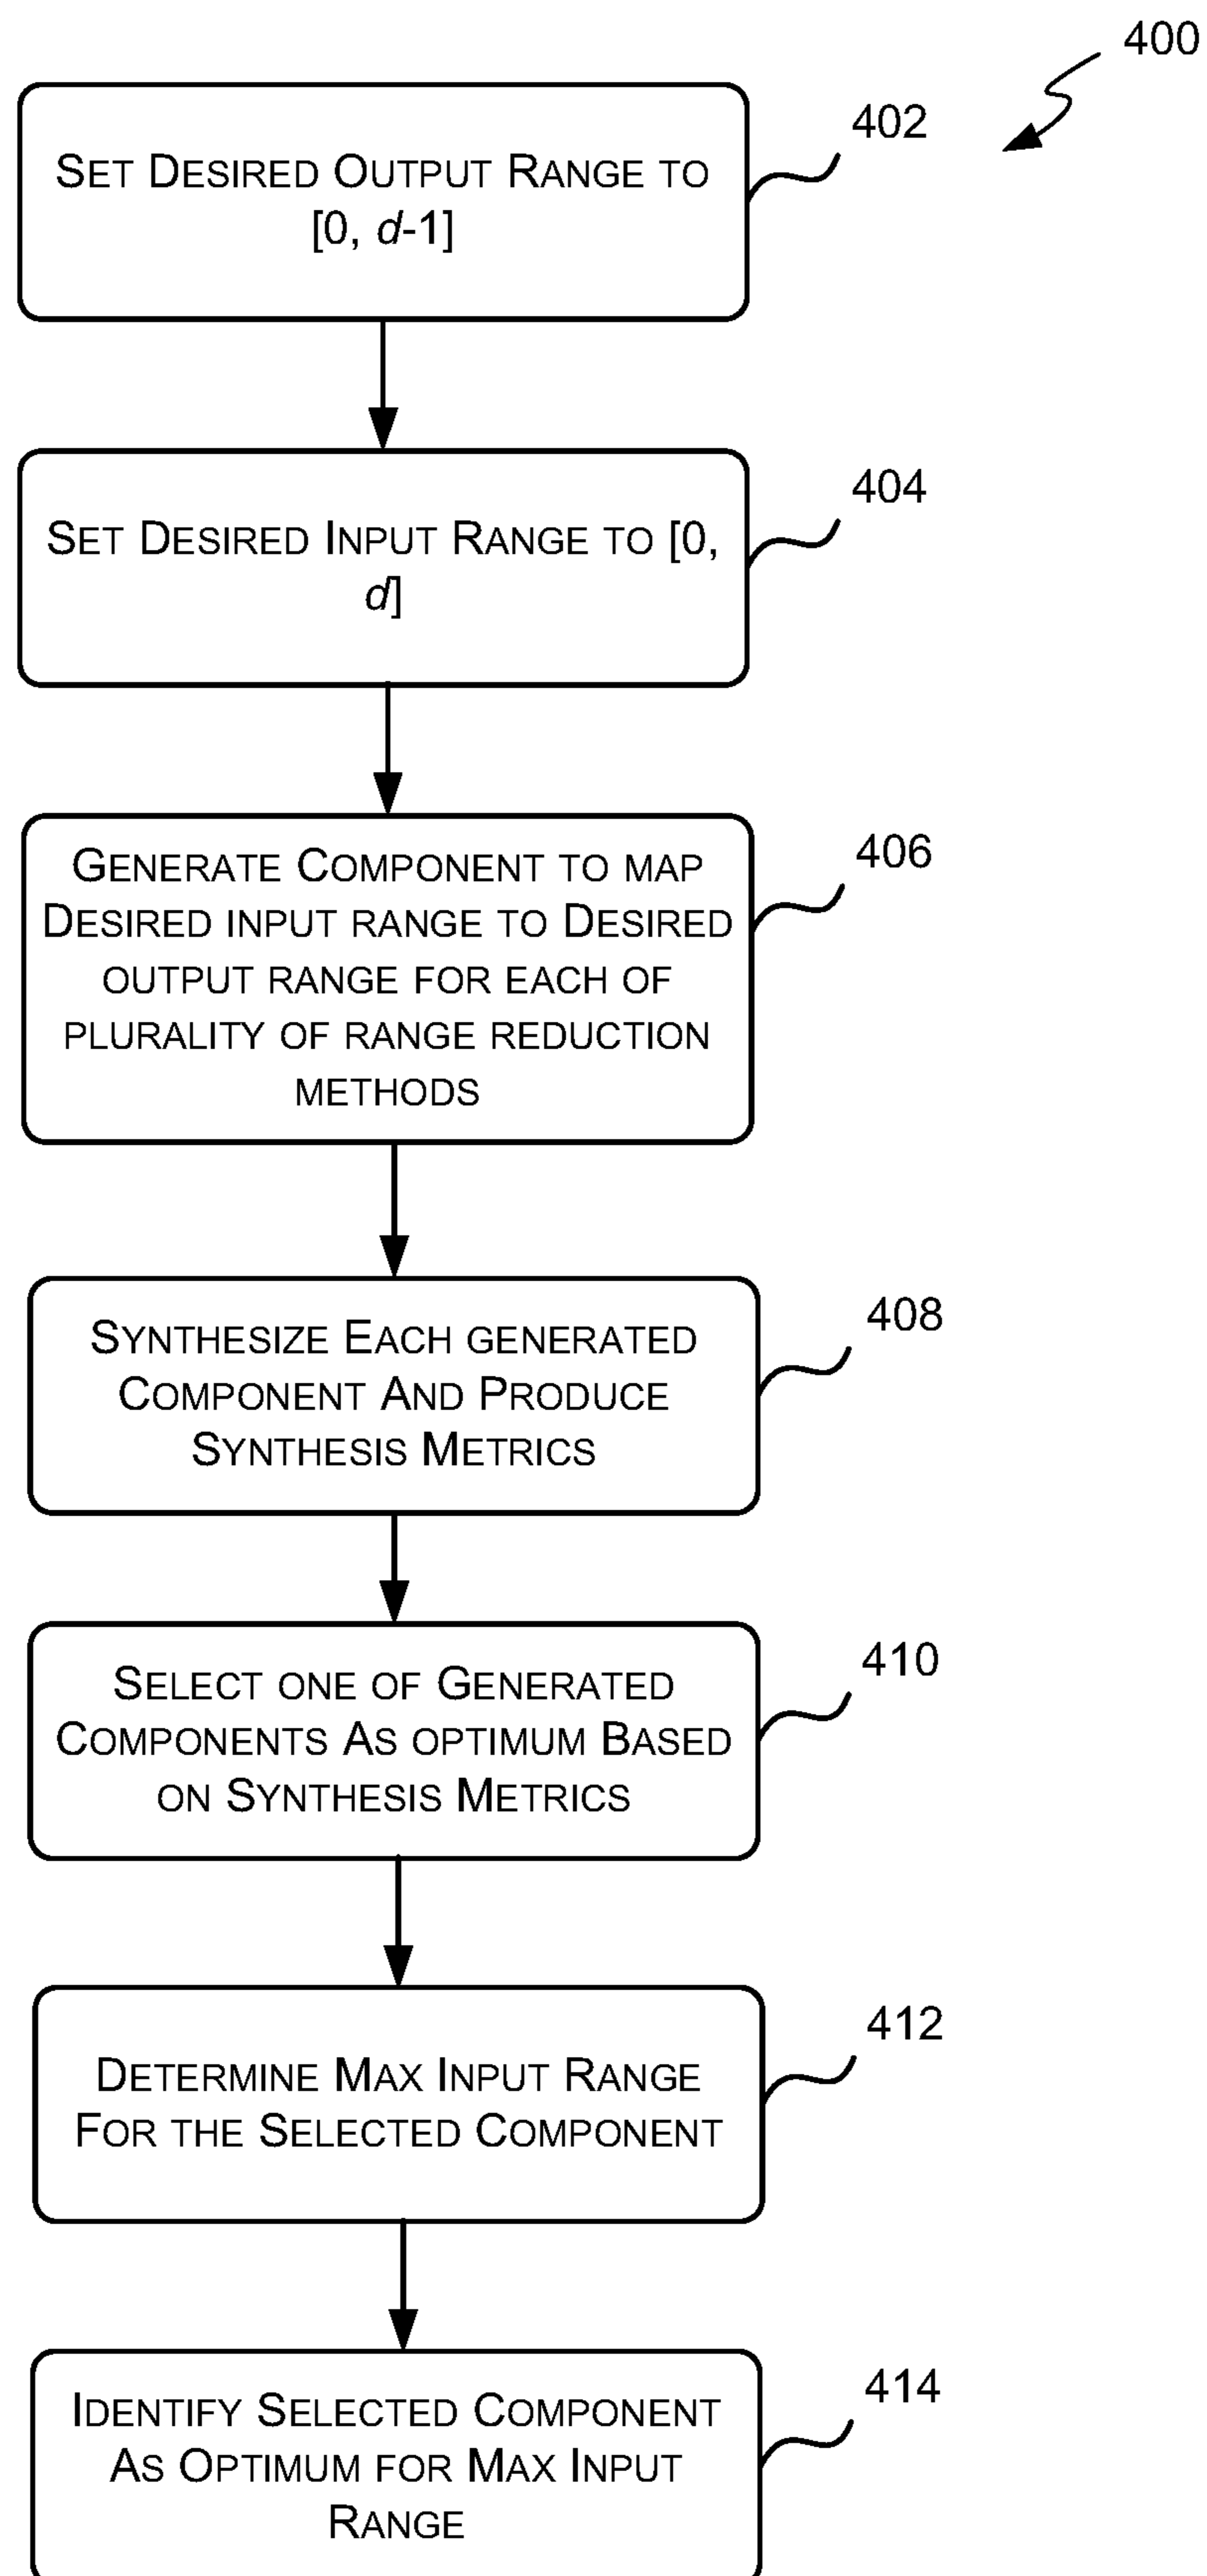 400
402
SET DESIRED OUTPUT RANGE TO
[0, d-1]
404
SET DESIRED INPUT RANGE TO [0,
d]
406
GENERATE COMPONENT TO MAP
DESIRED INPUT RANGE TO DESIRED
OUTPUT RANGE FOR EACH OF
PLURALITY OF RANGE REDUCTION
METHODS
408
SYNTHESIZE EACH GENERATED
COMPONENT AND PRODUCE
SYNTHESIS METRICS
410
SELECT ONE OF GENERATED
COMPONENTS AS OPTIMUM BASED
ON SYNTHESIS METRICS
412
DETERMINE MAX INPUT RANGE
FOR THE SELECTED COMPONENT
414
IDENTIFY SELECTED COMPONENT
AS OPTIMUM FOR MAX INPUT
RANGE